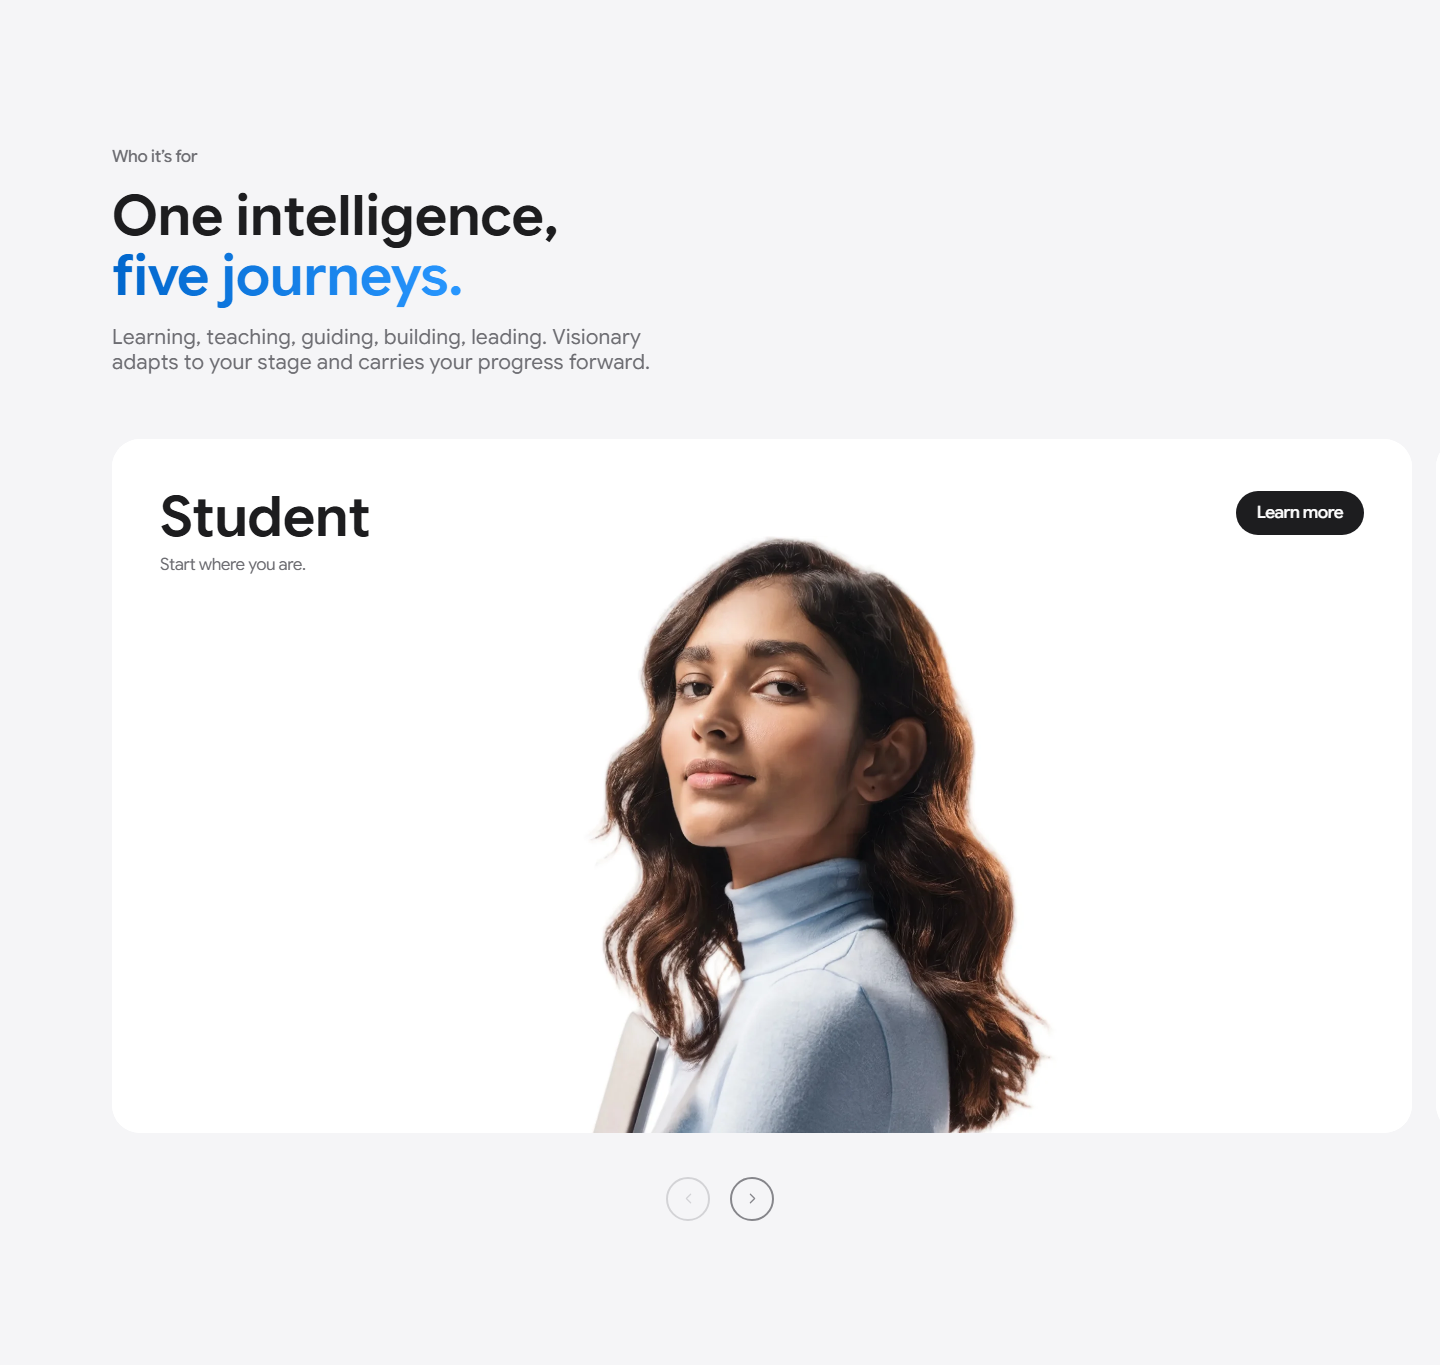 Who it’s for
One intelligence,
five journeys.
Learning, teaching, guiding, building, leading. Visionary
adapts to your stage and carries your progress forward.
Student
Learn more
Start where you are.